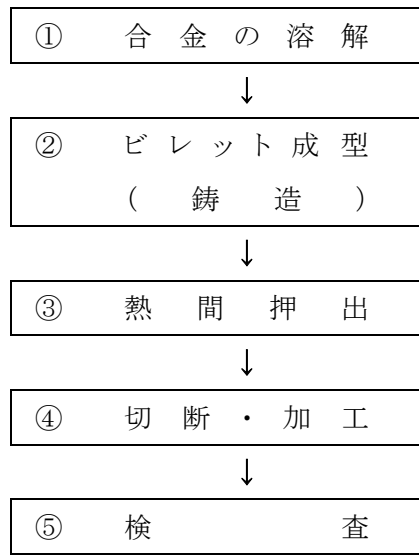 ① 合金の溶解
↓
② ビレット成型
(鋳造)
↓
③ 熱間押出
↓
④ 切断・加工
↓
⑤ 検査